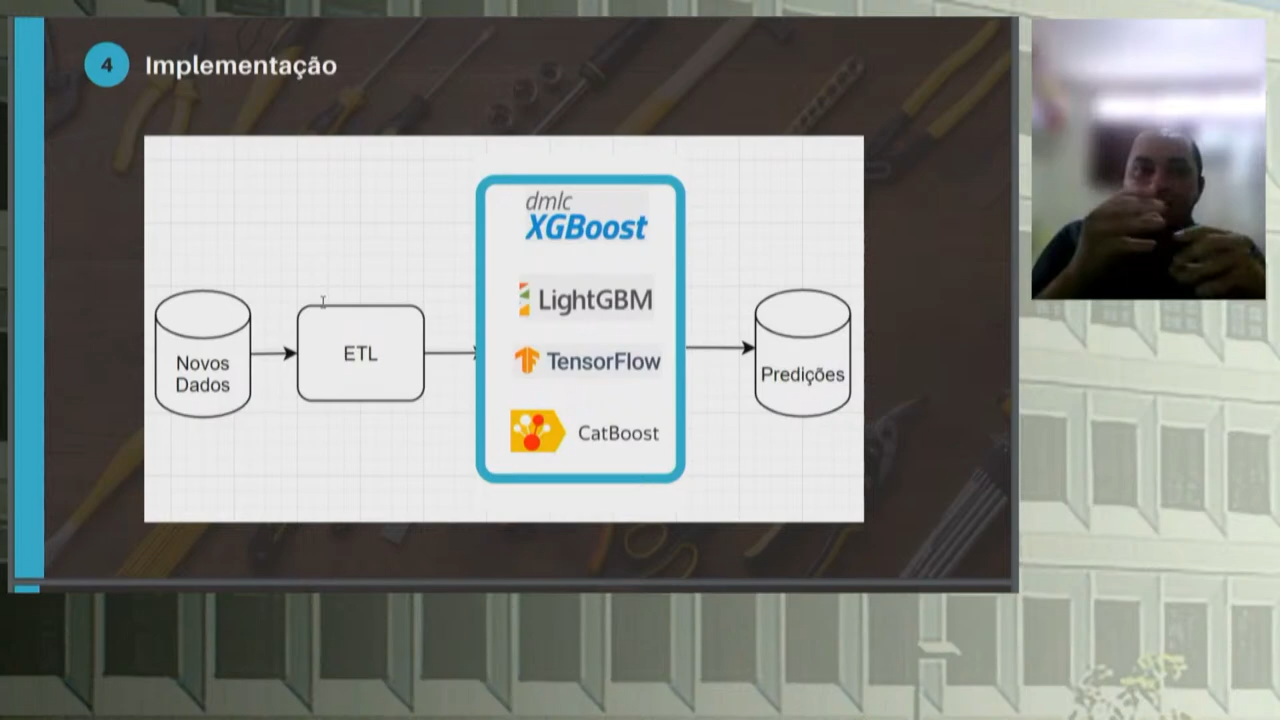 4 Implementação
dmlc
XGBoost
LightGBM
TensorFlow
CatBoost
Novos
Dados
ETL
Predições